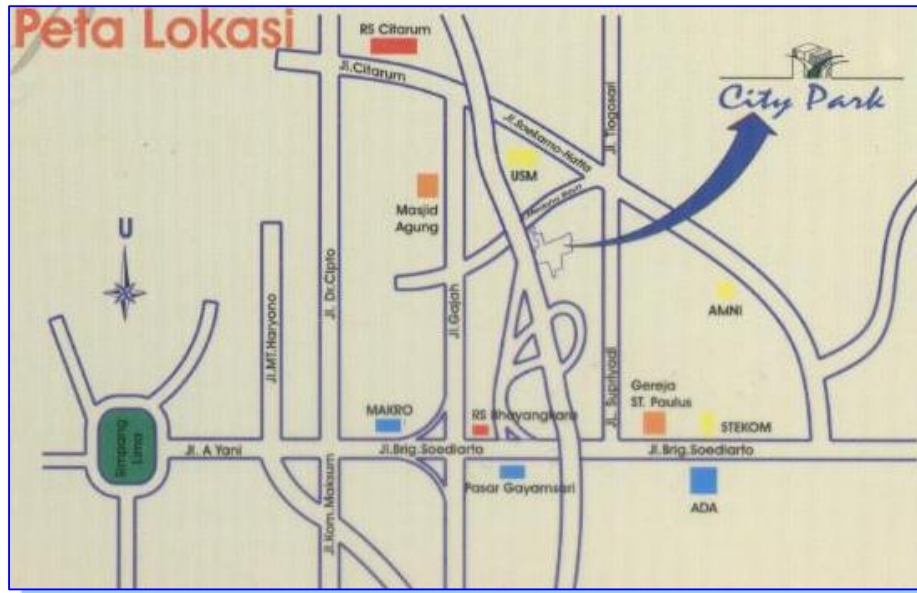 Peta Lokasi
RS Citarum
Jl.Citarum
City Park
Jl. Tlogosari
Jl.Soekarno-Hatta
USM
Masjid
Agung
U
Jl. Dr.Cipto
Jl.MT.Haryono
Jl.Gajah
AMNI
JL. Supriyadi
Gereja
ST. Paulus
MAKRO
RS Bhayangkara
STEKOM
Simpang
Lima
Jl. A Yani
Jl.Brig.Soediarto
Jl.Brig.Soediarto
Pasar Gayamsari
ADA
Jl.Kom.Maksum